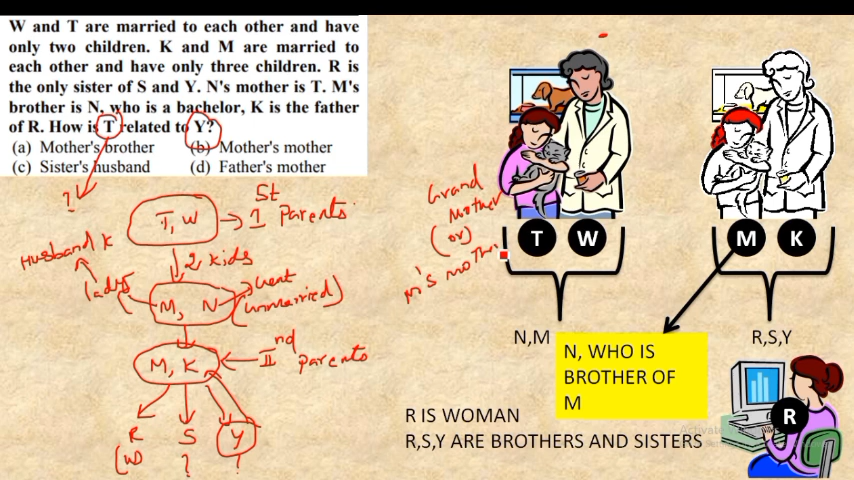 W and T are married to each other and have
only two children. K and M are married to
each other and have only three children. R is
the only sister of S and Y. N's mother is T. M's
brother is N, who is a bachelor, K is the father
of R. How is T related to Y?
(a) Mother's brother (b) Mother's mother
(c) Sister's husband (d) Father's mother
?
T, W → I St Parents.
2 kids
Husband K
lady
M, N
Gent
(Unmarried)
M, K
II nd
parents
R S Y
(W) ? ?
Grand
Mother
(or)
M's mother
T W
N,M
M K
R,S,Y
N, WHO IS
BROTHER OF
M
R
R IS WOMAN
R,S,Y ARE BROTHERS AND SISTERS